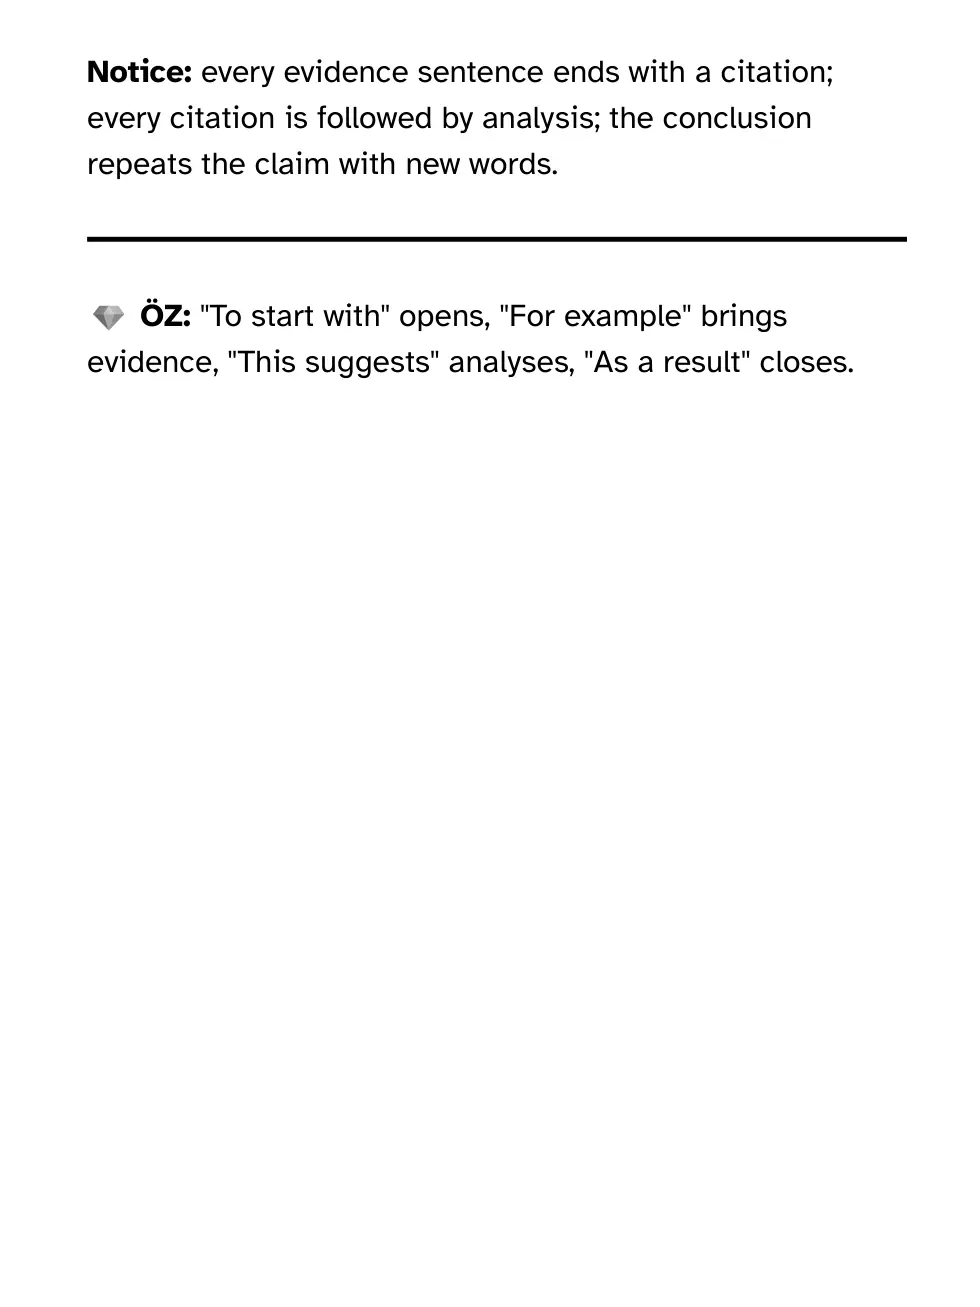 Notice: every evidence sentence ends with a citation;
every citation is followed by analysis; the conclusion
repeats the claim with new words.
ÖZ: "To start with" opens, "For example" brings
evidence, "This suggests" analyses, "As a result" closes.